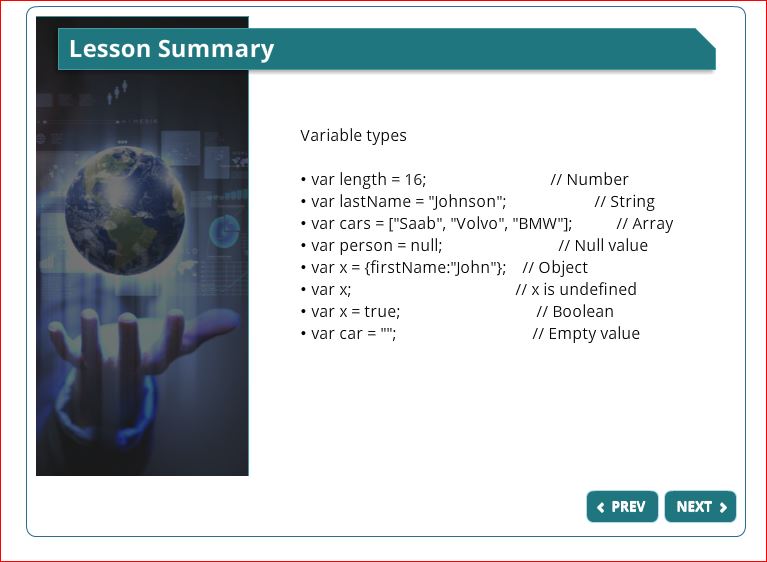 Lesson Summary
Variable types
• var length = 16; // Number
• var lastName = "Johnson"; // String
• var cars = ["Saab", "Volvo", "BMW"]; // Array
• var person = null; // Null value
• var x = {firstName:"John"}; // Object
• var x; // x is undefined
• var x = true; // Boolean
• var car = ""; // Empty value
PREV NEXT